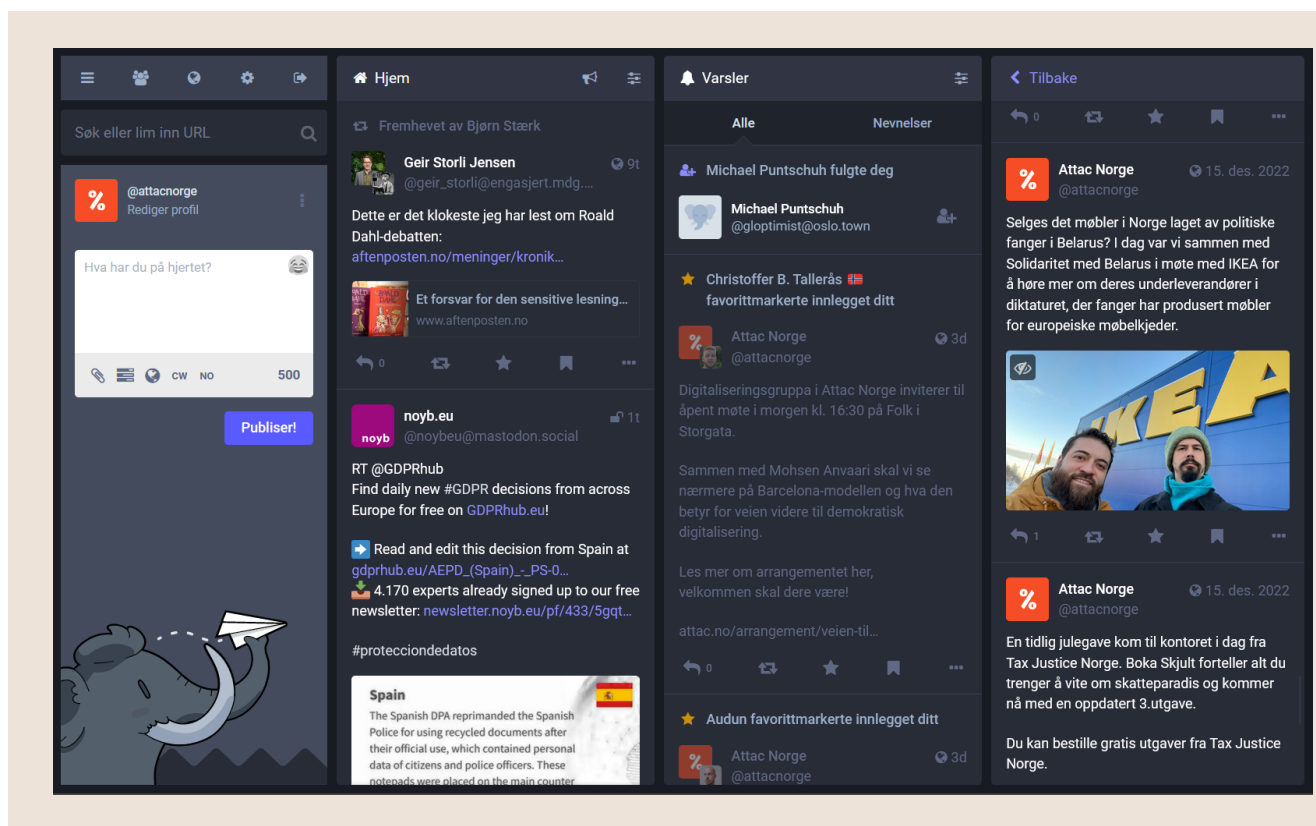 Søk eller lim inn URL
@attacnorge
Rediger profil
Hva har du på hjertet?
CW NO 500
Publiser!
Hjem
Fremhevet av Bjørn Stærk
Geir Storli Jensen 9t
@geir_storli@engasjert.mdg....
Dette er det klokeste jeg har lest om Roald
Dahl-debatten:
aftenposten.no/meninger/kronik…
Et forsvar for den sensitive lesning...
www.aftenposten.no
0
noyb.eu 1t
noyb
@noybeu@mastodon.social
RT @GDPRhub
Find daily new #GDPR decisions from across
Europe for free on GDPRhub.eu!
Read and edit this decision from Spain at
gdprhub.eu/AEPD_(Spain)_-_PS-0…
4.170 experts already signed up to our free
newsletter: newsletter.noyb.eu/pf/433/5gqt…
#protecciondedatos
Spain
The Spanish DPA reprimanded the Spanish
Police for using recycled documents after
their official use, which contained personal
data of citizens and police officers. These
notepads were placed on the main counter
Varsler
Alle Nevnelser
Michael Puntschuh fulgte deg
Michael Puntschuh
@gloptimist@oslo.town
Christoffer B. Tallerås
favorittmarkerte innlegget ditt
Attac Norge 3d
@attacnorge
Digitaliseringsgruppa i Attac Norge inviterer til
åpent møte i morgen kl. 16:30 på Folk i
Storgata.
Sammen med Mohsen Anvaari skal vi se
nærmere på Barcelona-modellen og hva den
betyr for veien videre til demokratisk
digitalisering.
Les mer om arrangementet her,
velkommen skal dere være!
attac.no/arrangement/veien-til…
0
Audun favorittmarkerte innlegget ditt
Attac Norge 3d
@attacnorge
Tilbake
0
Attac Norge 15. des. 2022
@attacnorge
Selges det møbler i Norge laget av politiske
fanger i Belarus? I dag var vi sammen med
Solidaritet med Belarus i møte med IKEA for
å høre mer om deres underleverandører i
diktaturet, der fanger har produsert møbler
for europeiske møbelkjeder.
IKEA
1
Attac Norge 15. des. 2022
@attacnorge
En tidlig julegave kom til kontoret i dag fra
Tax Justice Norge. Boka Skjult forteller alt du
trenger å vite om skatteparadis og kommer
nå med en oppdatert 3.utgave.
Du kan bestille gratis utgaver fra Tax Justice
Norge.